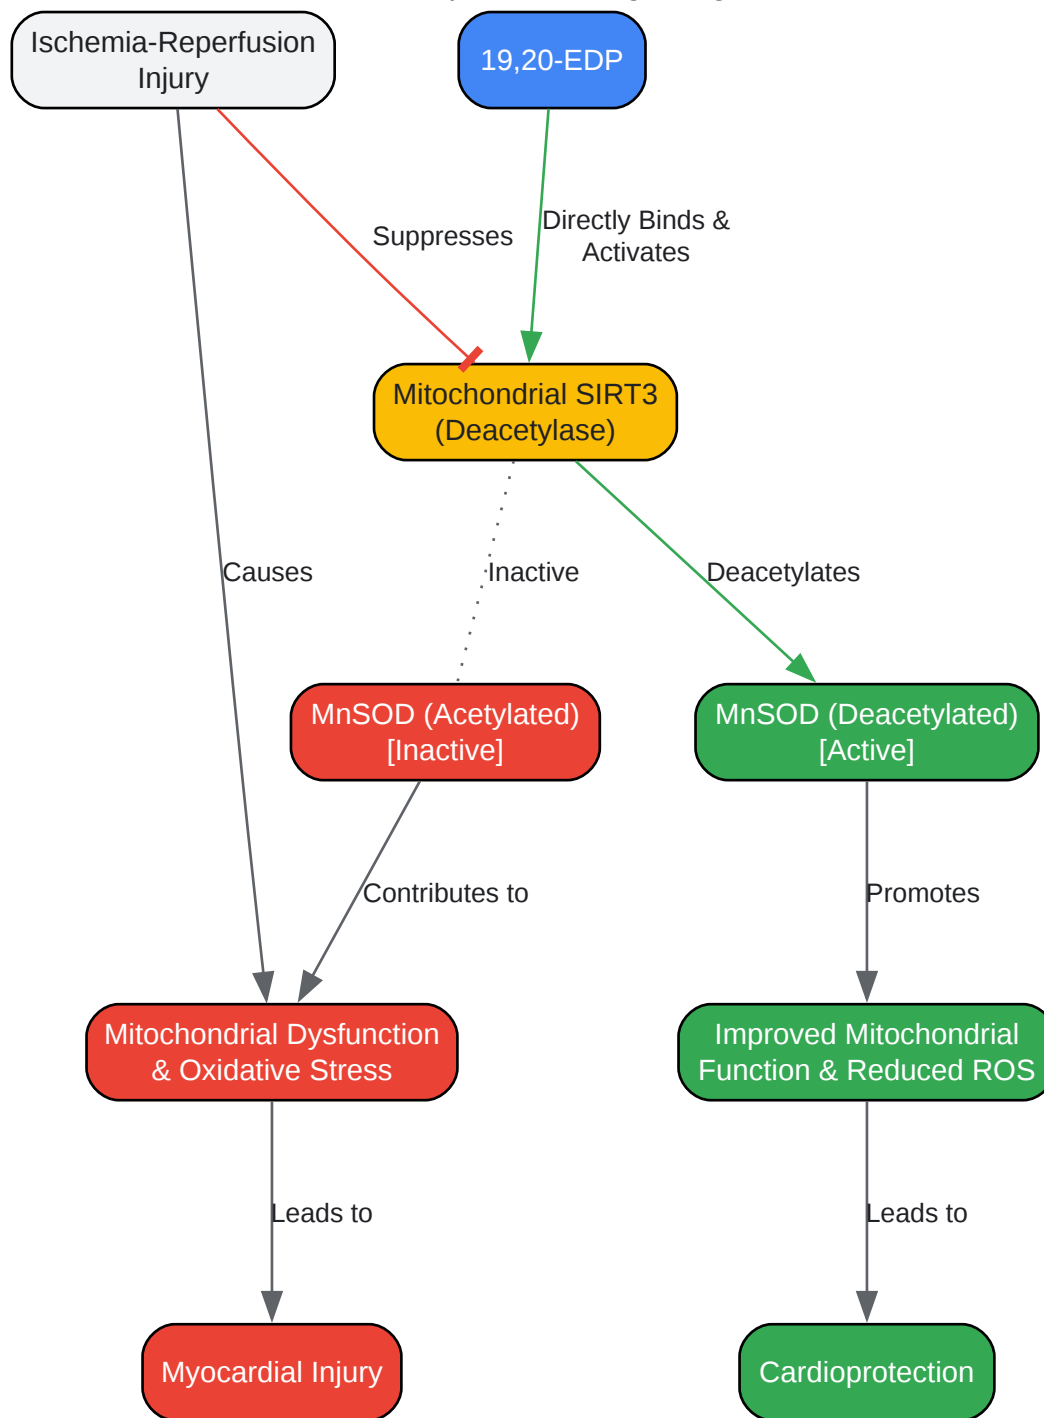 Ischemia-Reperfusion
Injury
19,20-EDP
Suppresses
Directly Binds &
Activates
Mitochondrial SIRT3
(Deacetylase)
Causes
Inactive
Deacetylates
MnSOD (Acetylated)
[Inactive]
MnSOD (Deacetylated)
[Active]
Contributes to
Promotes
Mitochondrial Dysfunction
& Oxidative Stress
Improved Mitochondrial
Function & Reduced ROS
Leads to
Leads to
Myocardial Injury
Cardioprotection